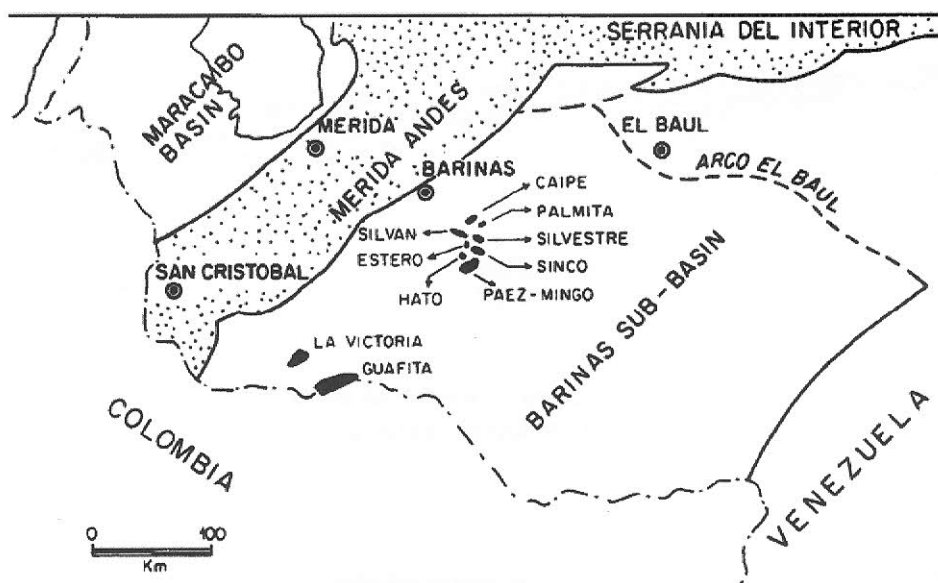 SERRANIA DEL INTERIOR
MARACAIBO
BASIN
MERIDA
MERIDA ANDES
EL BAUL
ARCO EL BAUL
BARINAS
CAIPE
PALMITA
SILVAN
SILVESTRE
ESTERO
SINCO
SAN CRISTOBAL
HATO
PAEZ-MINGO
BARINAS SUB-BASIN
LA VICTORIA
GUAFITA
COLOMBIA
VENEZUELA
0 100
Km